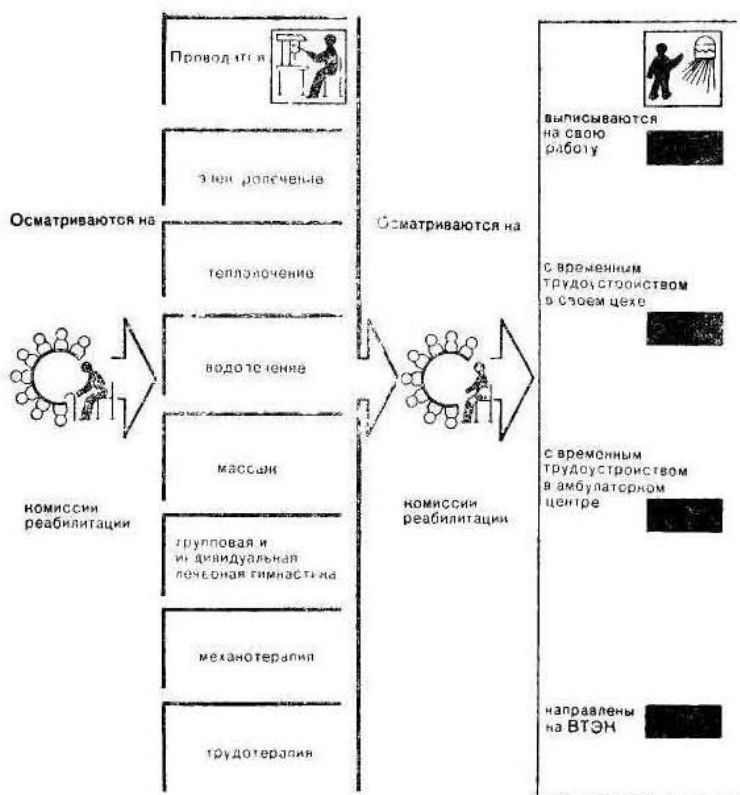 Осматриваются на
комиссии
реабилитации
Проводится
электролечение
теплолечение
водолечение
массаж
групповая и
индивидуальная
лечебная гимнастика
механотерапия
трудотерапия
Осматриваются на
комиссии
реабилитации
выписываются
на свою
работу
с временным
трудоустройством
в своем цехе
с временным
трудоустройством
в амбулаторном
центре
направлены
на